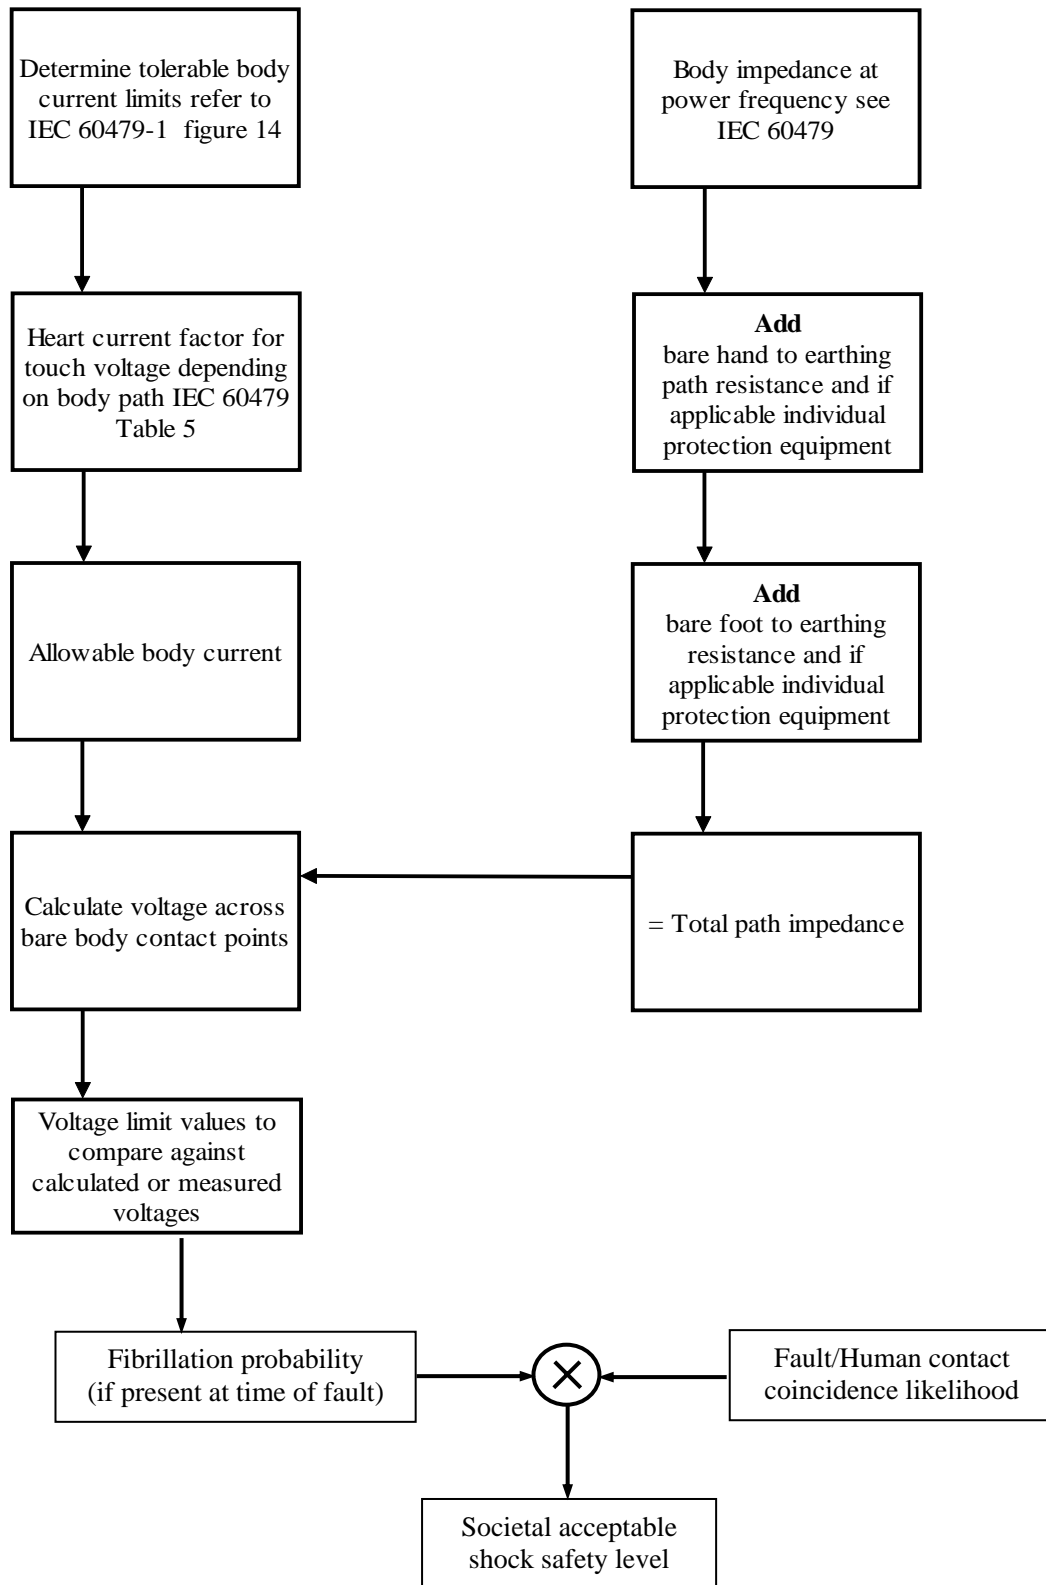 Determine tolerable body
current limits refer to
IEC 60479-1 figure 14
Body impedance at
power frequency see
IEC 60479
Heart current factor for
touch voltage depending
on body path IEC 60479
Table 5
Add
bare hand to earthing
path resistance and if
applicable individual
protection equipment
Allowable body current
Add
bare foot to earthing
resistance and if
applicable individual
protection equipment
Calculate voltage across
bare body contact points
= Total path impedance
Voltage limit values to
compare against
calculated or measured
voltages
Fibrillation probability
(if present at time of fault)
Fault/Human contact
coincidence likelihood
Societal acceptable
shock safety level